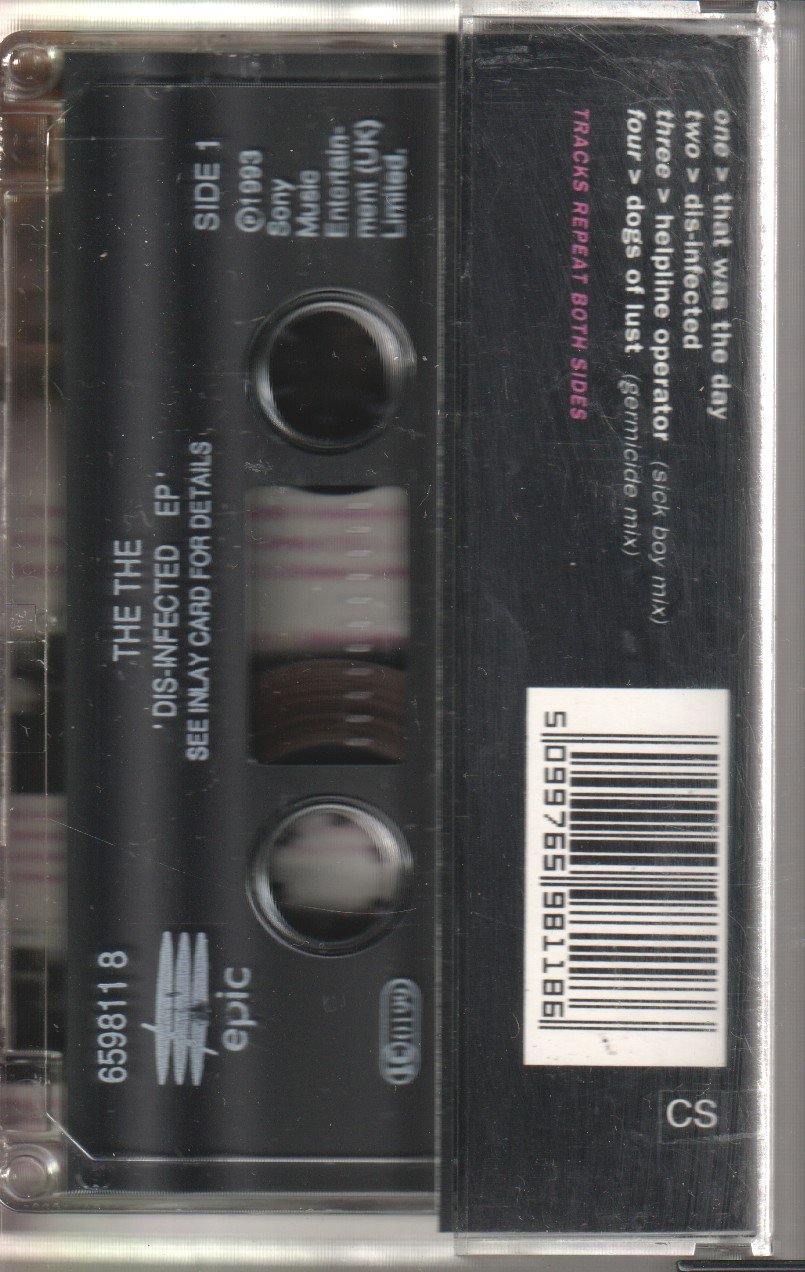 one > that was the day
two > dis-infected
three > helpline operator (sick boy mix)
four > dogs of lust (germicide mix)
TRACKS REPEAT BOTH SIDES
5 099765 981186
CS
SIDE 1
℗1993
Sony
Music
Entertain-
ment (UK)
Limited.
THE THE
'DIS-INFECTED EP'
SEE INLAY CARD FOR DETAILS
659811 8
epic